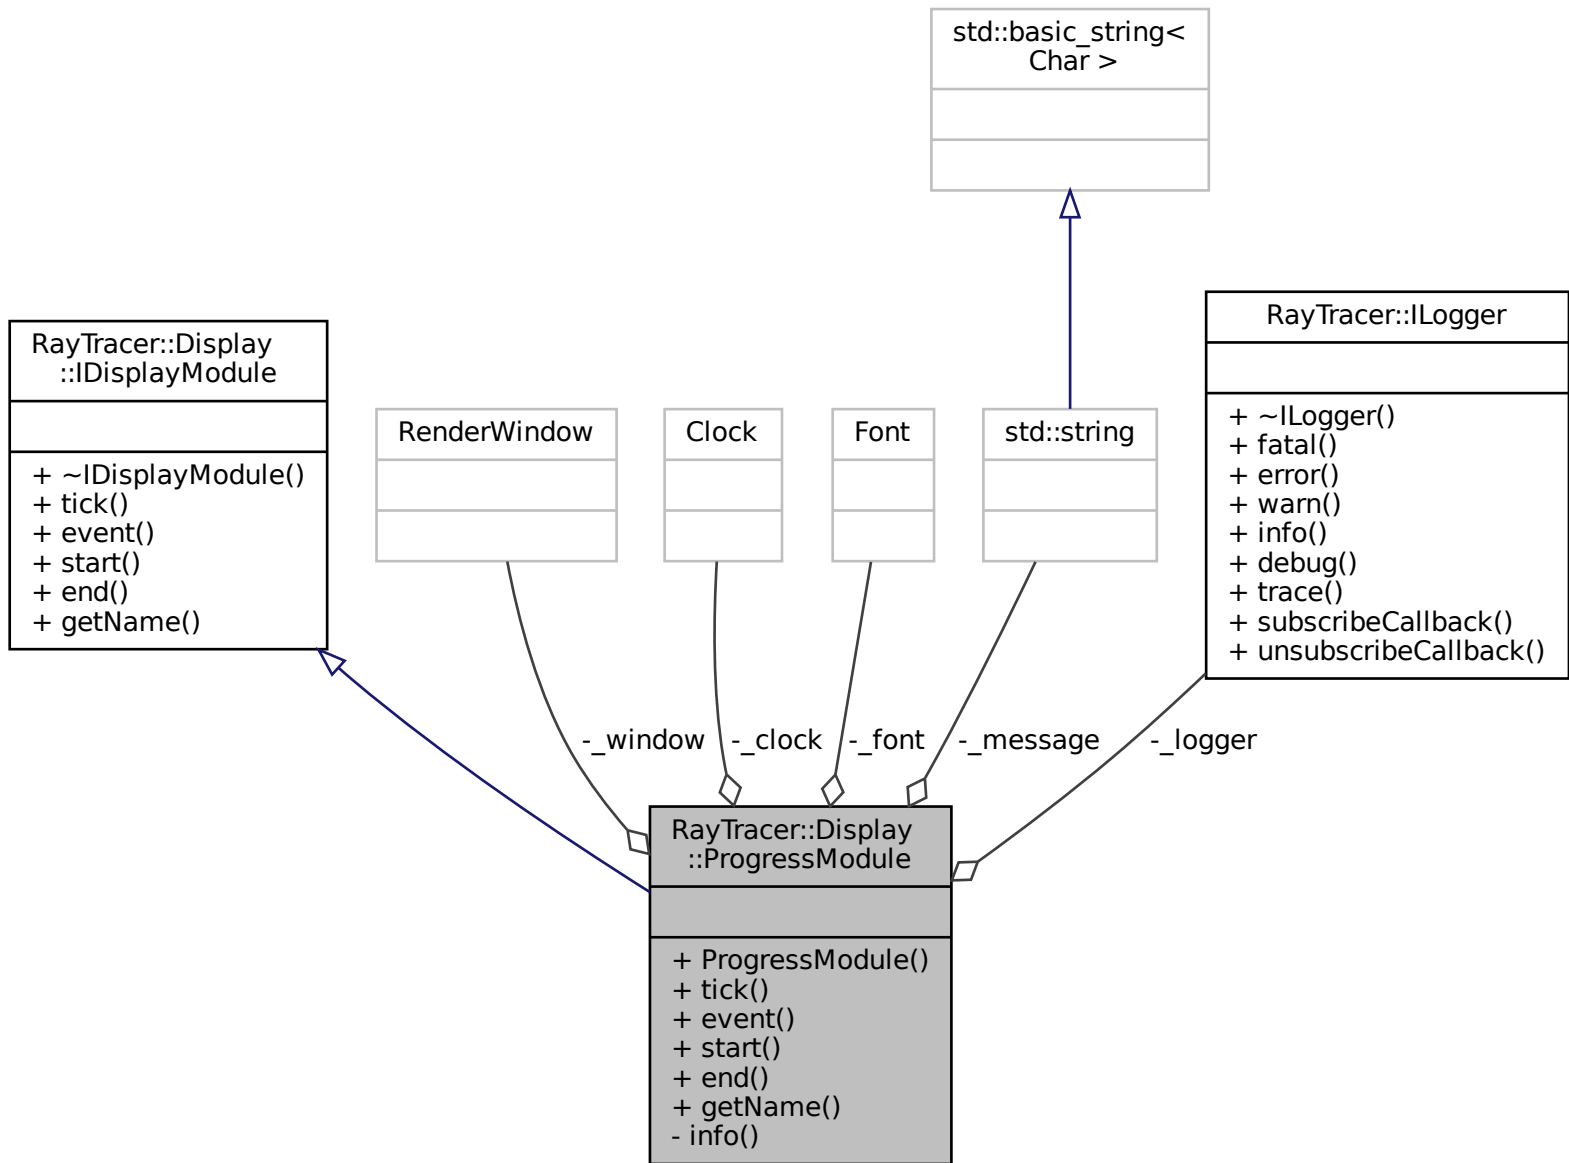 std::basic_string<
Char >
RayTracer::ILogger
+ ~ILogger()
+ fatal()
+ error()
+ warn()
+ info()
+ debug()
+ trace()
+ subscribeCallback()
+ unsubscribeCallback()
RayTracer::Display
::IDisplayModule
+ ~IDisplayModule()
+ tick()
+ event()
+ start()
+ end()
+ getName()
RenderWindow
Clock
Font
std::string
-_window
-_clock
-_font
-_message
-_logger
RayTracer::Display
::ProgressModule
+ ProgressModule()
+ tick()
+ event()
+ start()
+ end()
+ getName()
- info()